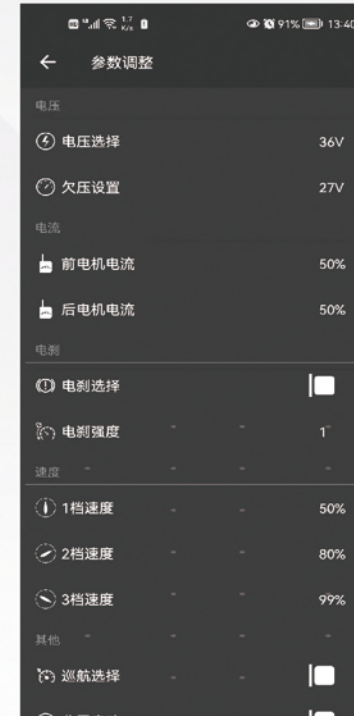 HD 1.7 K/s 91% 13:40
参数调整
电压
电压选择 36V
欠压设置 27V
电流
前电机电流 50%
后电机电流 50%
电刹
电刹选择
电刹强度 1
速度
1档速度 50%
2档速度 80%
3档速度 99%
其他
巡航选择